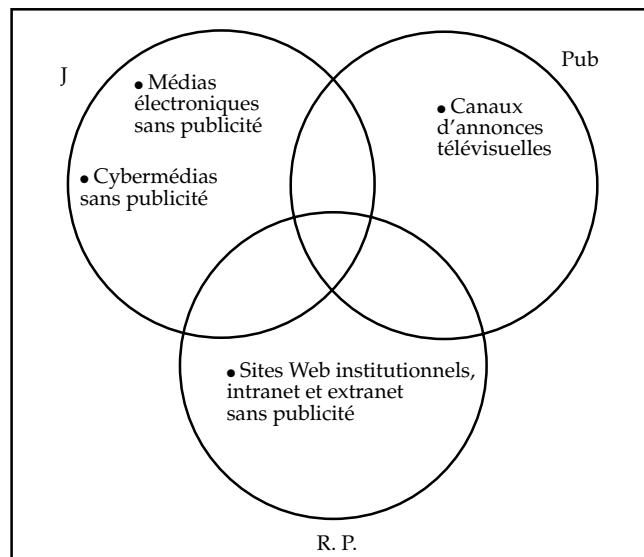 J
Pub
● Médias
électroniques
sans publicité
● Cybermédias
sans publicité
● Canaux
d'annonces
télévisuelles
● Sites Web institutionnels,
intranet et extranet
sans publicité
R. P.